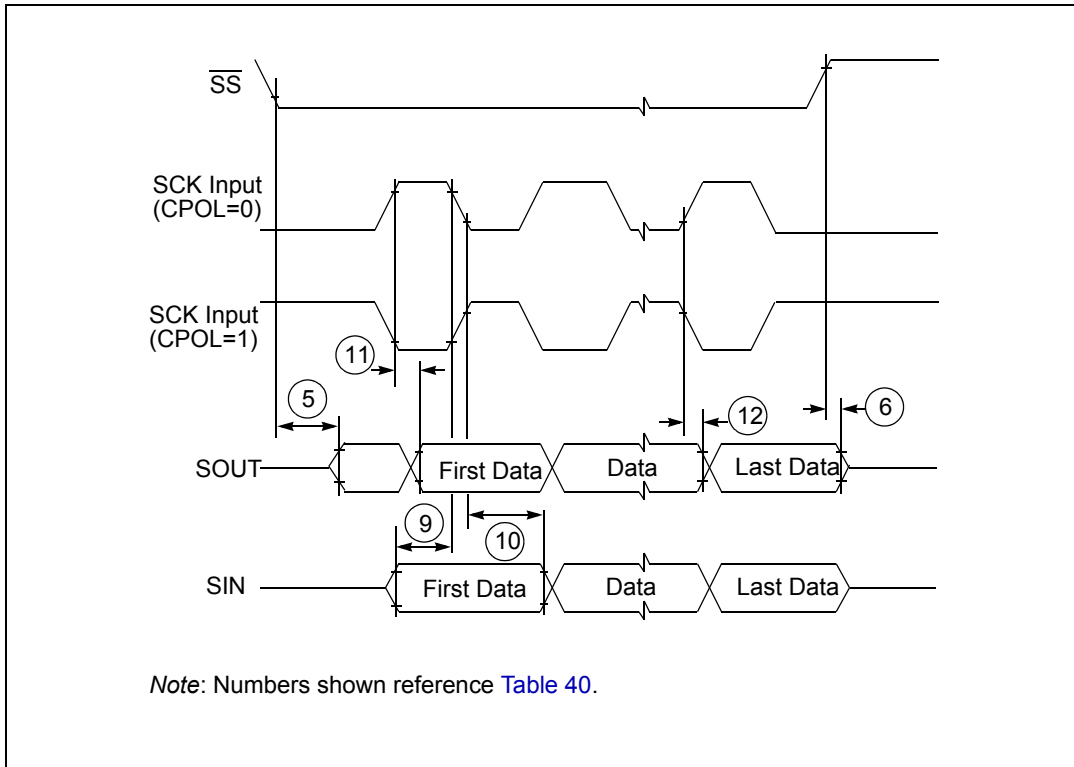 SS
SCK Input
(CPOL=0)
SCK Input
(CPOL=1)
11
5
12
6
SOUT
First Data
Data
Last Data
9
10
SIN
First Data
Data
Last Data
Note: Numbers shown reference Table 40.